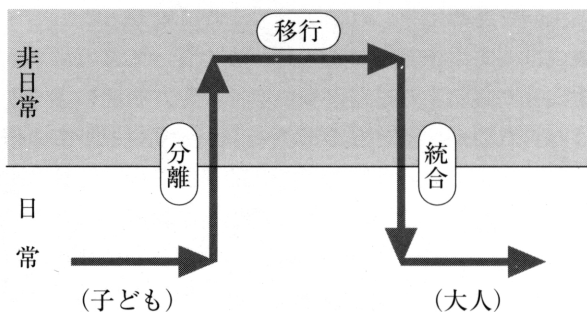 移行
非日常
分離
統合
日常
(子ども)
(大人)